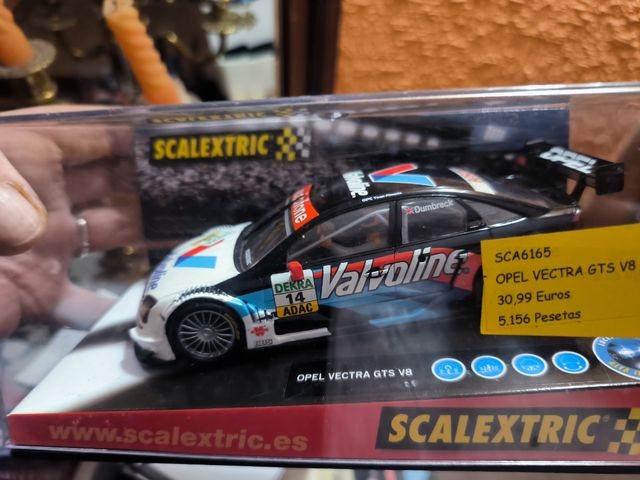 SCALEXTRIC
Valvoline
OPEL
Dumbreck
Valvoline
DEKRA
14
ADAC
SCA6165
OPEL VECTRA GTS V8
30,99 Euros
5.156 Pesetas
OPEL VECTRA GTS V8
www.scalextric.es
SCALEXTRIC